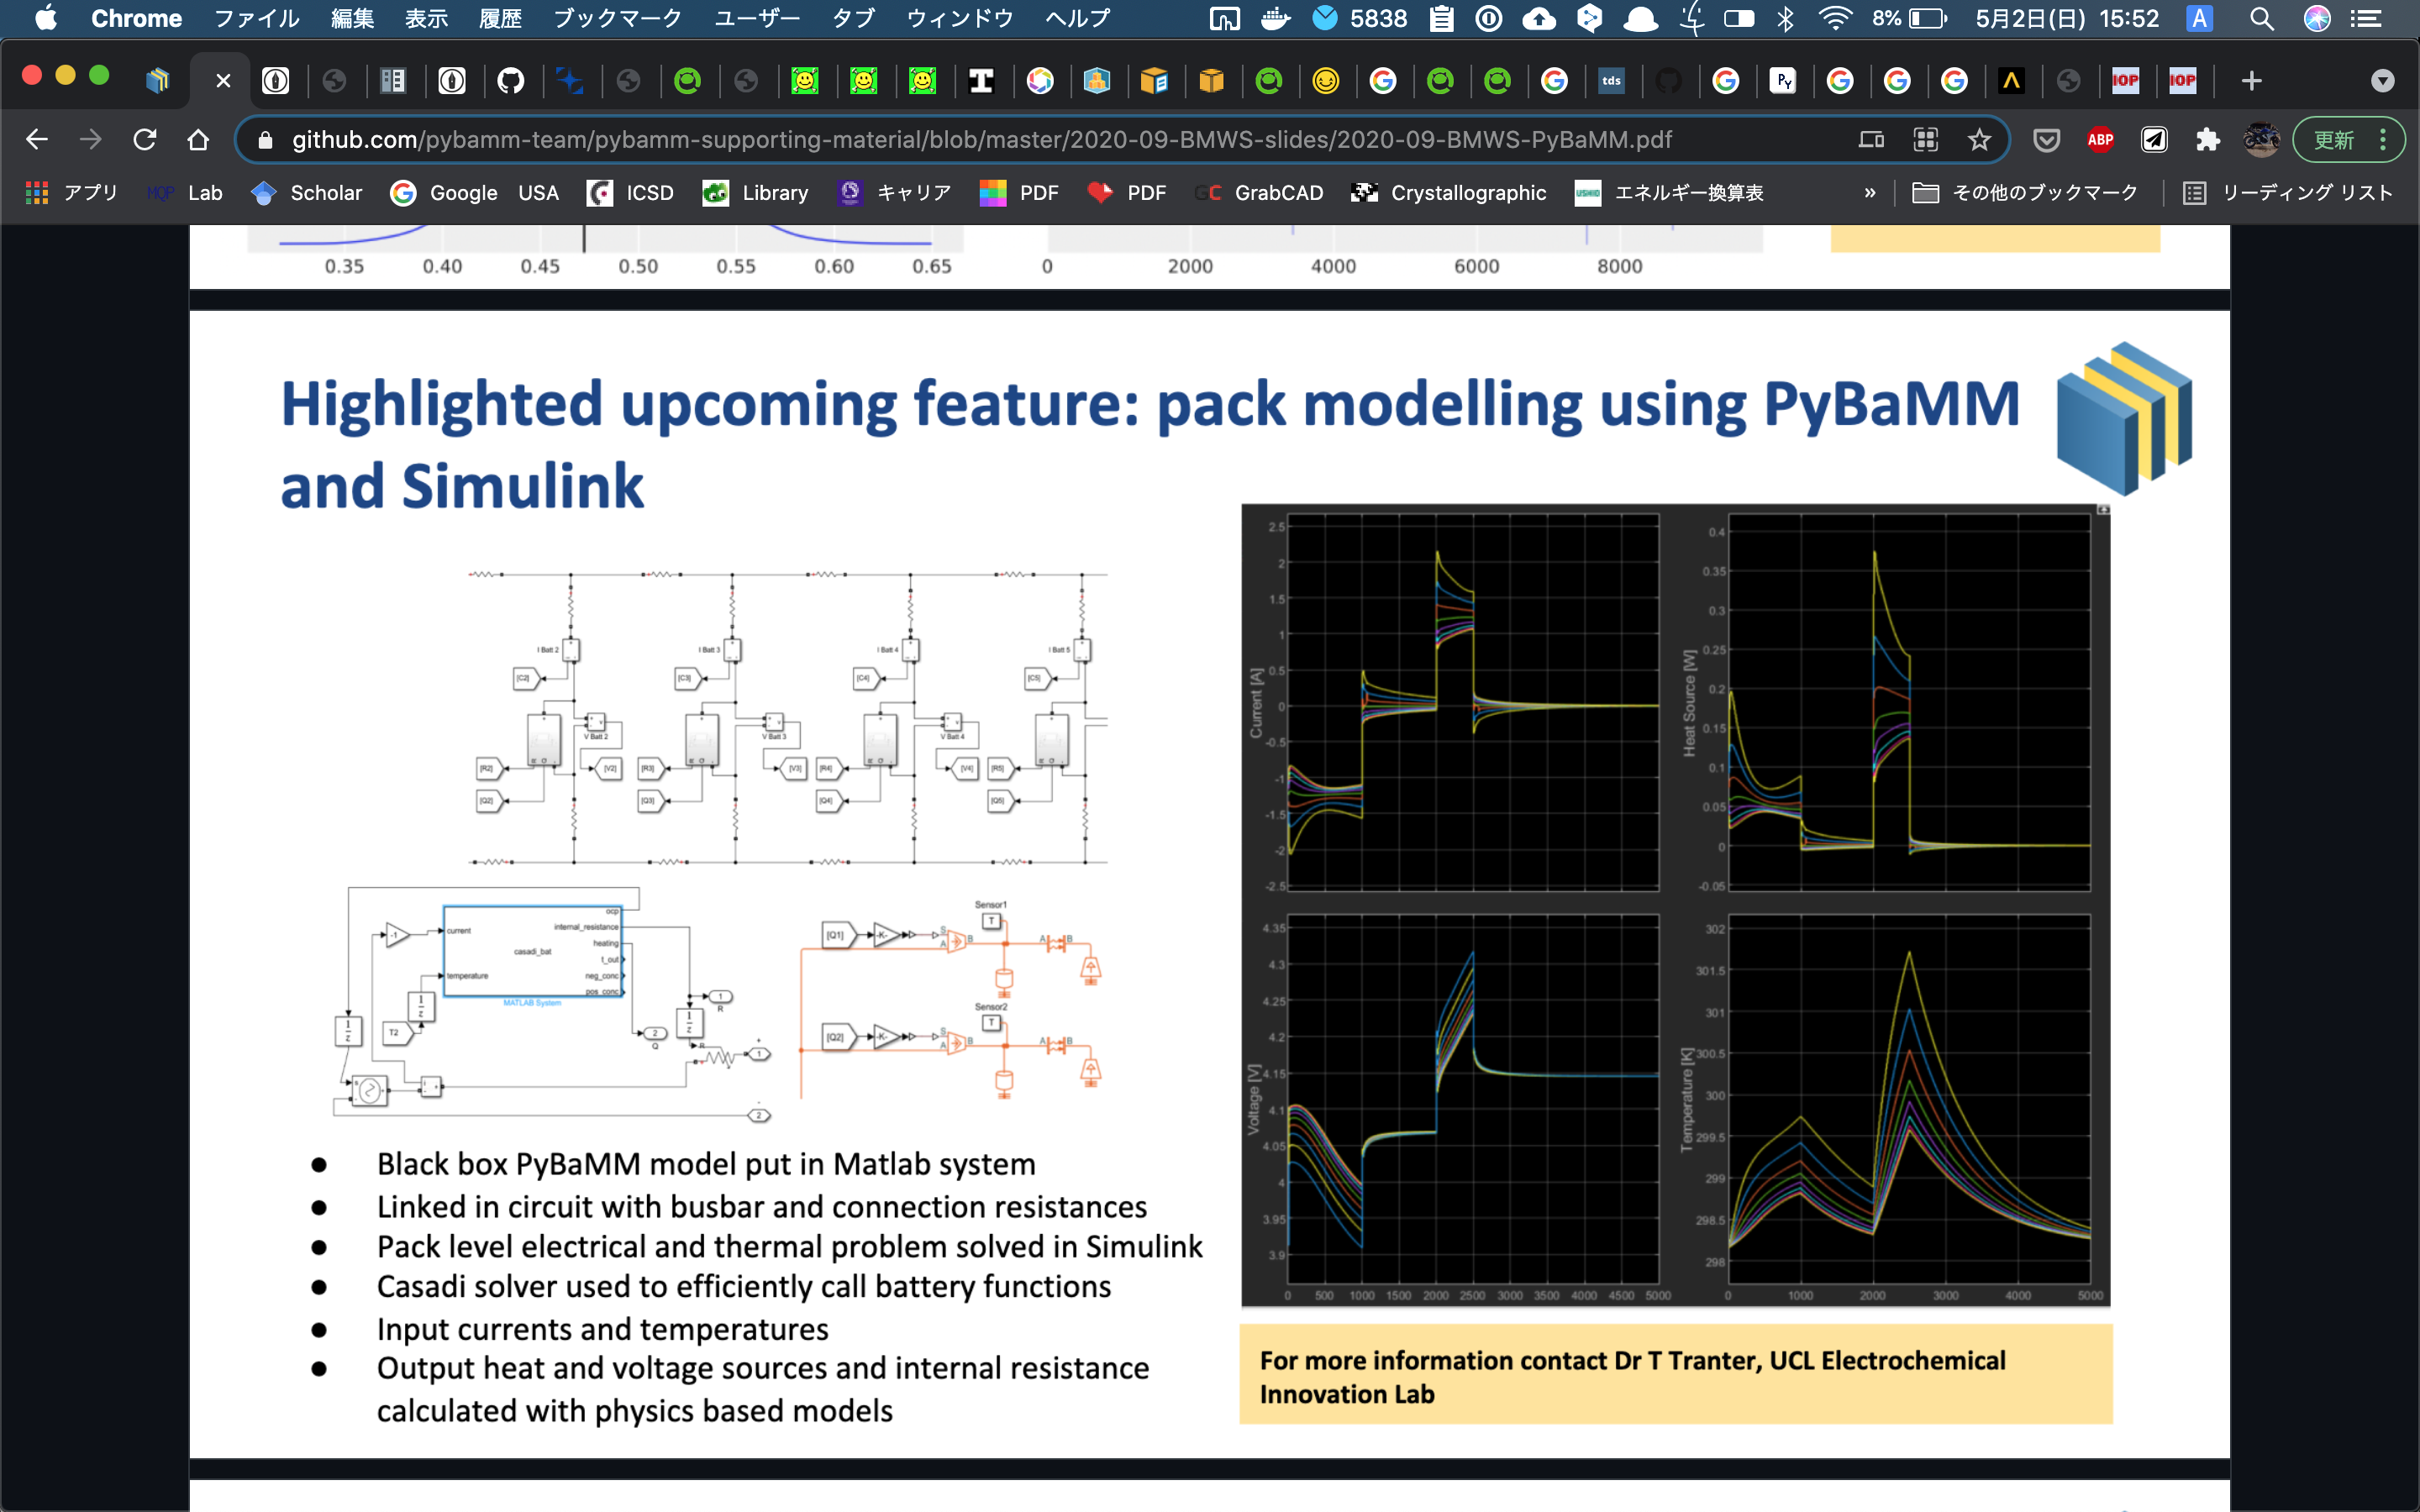 Chrome ファイル 編集 表示 履歴 ブックマーク ユーザー タブ ウィンドウ ヘルプ 5838 8% 5月2日(日) 15:52 A
tds Py IOP IOP
github.com/pybamm-team/pybamm-supporting-material/blob/master/2020-09-BMWS-slides/2020-09-BMWS-PyBaMM.pdf ABP 更新
アプリ MQP Lab Scholar Google USA ICSD Library キャリア PDF PDF GC GrabCAD Crystallographic USHIO エネルギー換算表 » その他のブックマーク リーディング リスト
0.35 0.40 0.45 0.50 0.55 0.60 0.65 0 2000 4000 6000 8000
Highlighted upcoming feature: pack modelling using PyBaMM
and Simulink
I Batt 2 I Batt 3 I Batt 4 I Batt 5
[C2] [C3] [C4] [C5]
V Batt 2 V Batt 3 V Batt 4
[R2] [V2] [R3] [V3] [R4] [V4] [R5]
[Q2] [Q3] [Q4] [Q5]
current
temperature
casadi_bat
ocp
internal_resistance
heating
t_out
neg_conc
pos_conc
MATLAB System
-1
T2
1
z
1
z
1
z
1
R
2
Q
1
2
Sensor1
T
[Q1] -K- S A B A B
Sensor2
T
[Q2] -K- S A B A B
Current [A]
2.5
2
1.5
1
0.5
0
-0.5
-1
-1.5
-2
-2.5
Heat Source [W]
0.4
0.35
0.3
0.25
0.2
0.15
0.1
0.05
0
-0.05
Voltage [V]
4.35
4.3
4.25
4.2
4.15
4.1
4.05
4
3.95
3.9
0 500 1000 1500 2000 2500 3000 3500 4000 4500 5000
Temperature [K]
302
301.5
301
300.5
300
299.5
299
298.5
298
0 1000 2000 3000 4000 5000
● Black box PyBaMM model put in Matlab system
● Linked in circuit with busbar and connection resistances
● Pack level electrical and thermal problem solved in Simulink
● Casadi solver used to efficiently call battery functions
● Input currents and temperatures
● Output heat and voltage sources and internal resistance
calculated with physics based models
For more information contact Dr T Tranter, UCL Electrochemical
Innovation Lab